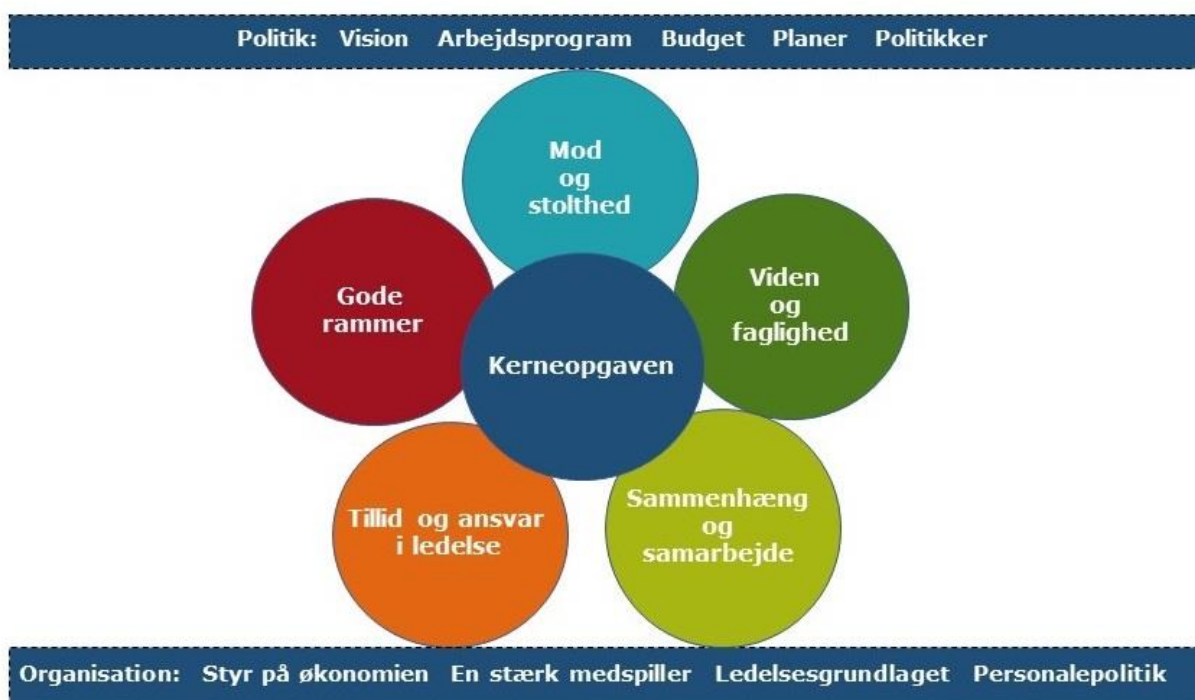 Politik: Vision Arbejdsprogram Budget Planer Politikker
Mod
og
stolthed
Gode
rammer
Viden
og
faglighed
Kerneopgaven
Tillid og ansvar
i ledelse
Sammenhæng
og
samarbejde
Organisation: Styr på økonomien En stærk medspiller Ledelsesgrundlaget Personalepolitik